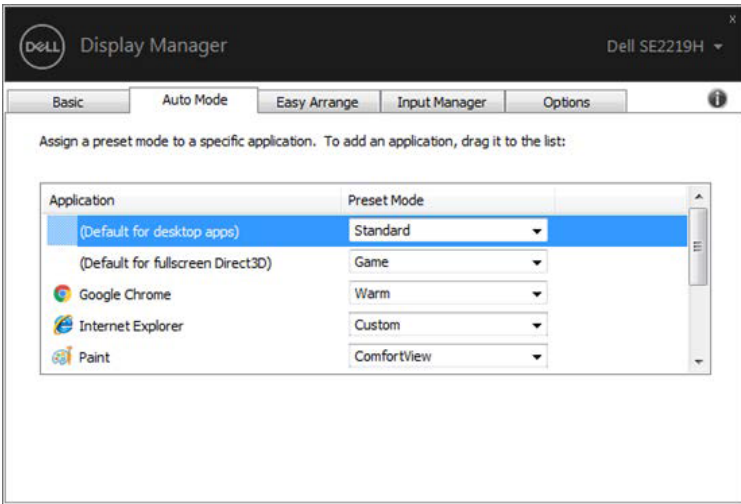 x
DELL Display Manager Dell SE2219H
Basic Auto Mode Easy Arrange Input Manager Options
Assign a preset mode to a specific application. To add an application, drag it to the list:
Application Preset Mode
(Default for desktop apps) Standard
(Default for fullscreen Direct3D) Game
Google Chrome Warm
Internet Explorer Custom
Paint ComfortView